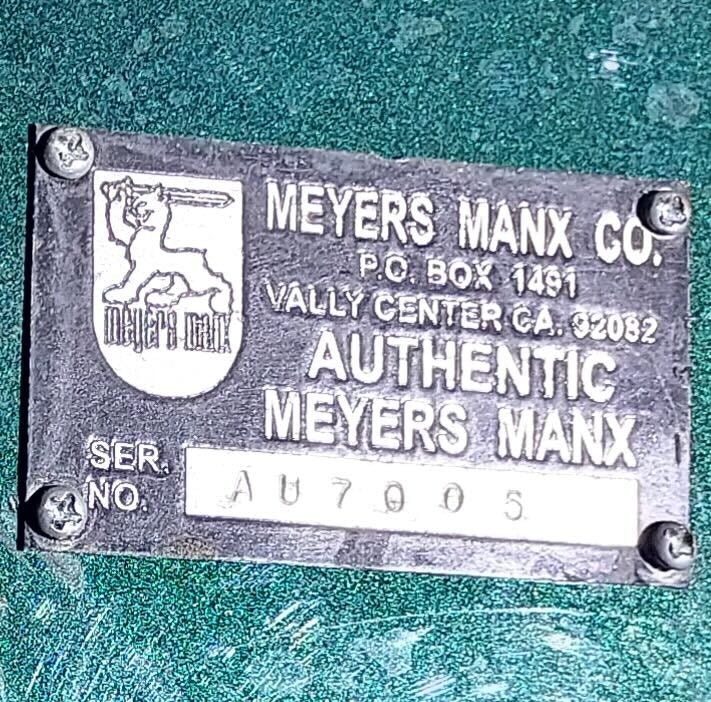 MEYERS MANX CO.
P.O. BOX 1491
VALLY CENTER CA. 92082
AUTHENTIC
MEYERS MANX
meyers manx
SER.
NO.
AU7005